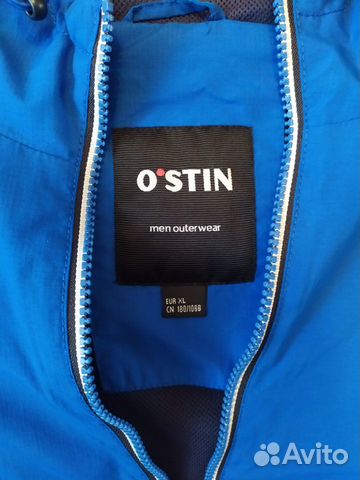 O'STIN
men outerwear
EUR XL
CN 180/108B
Avito